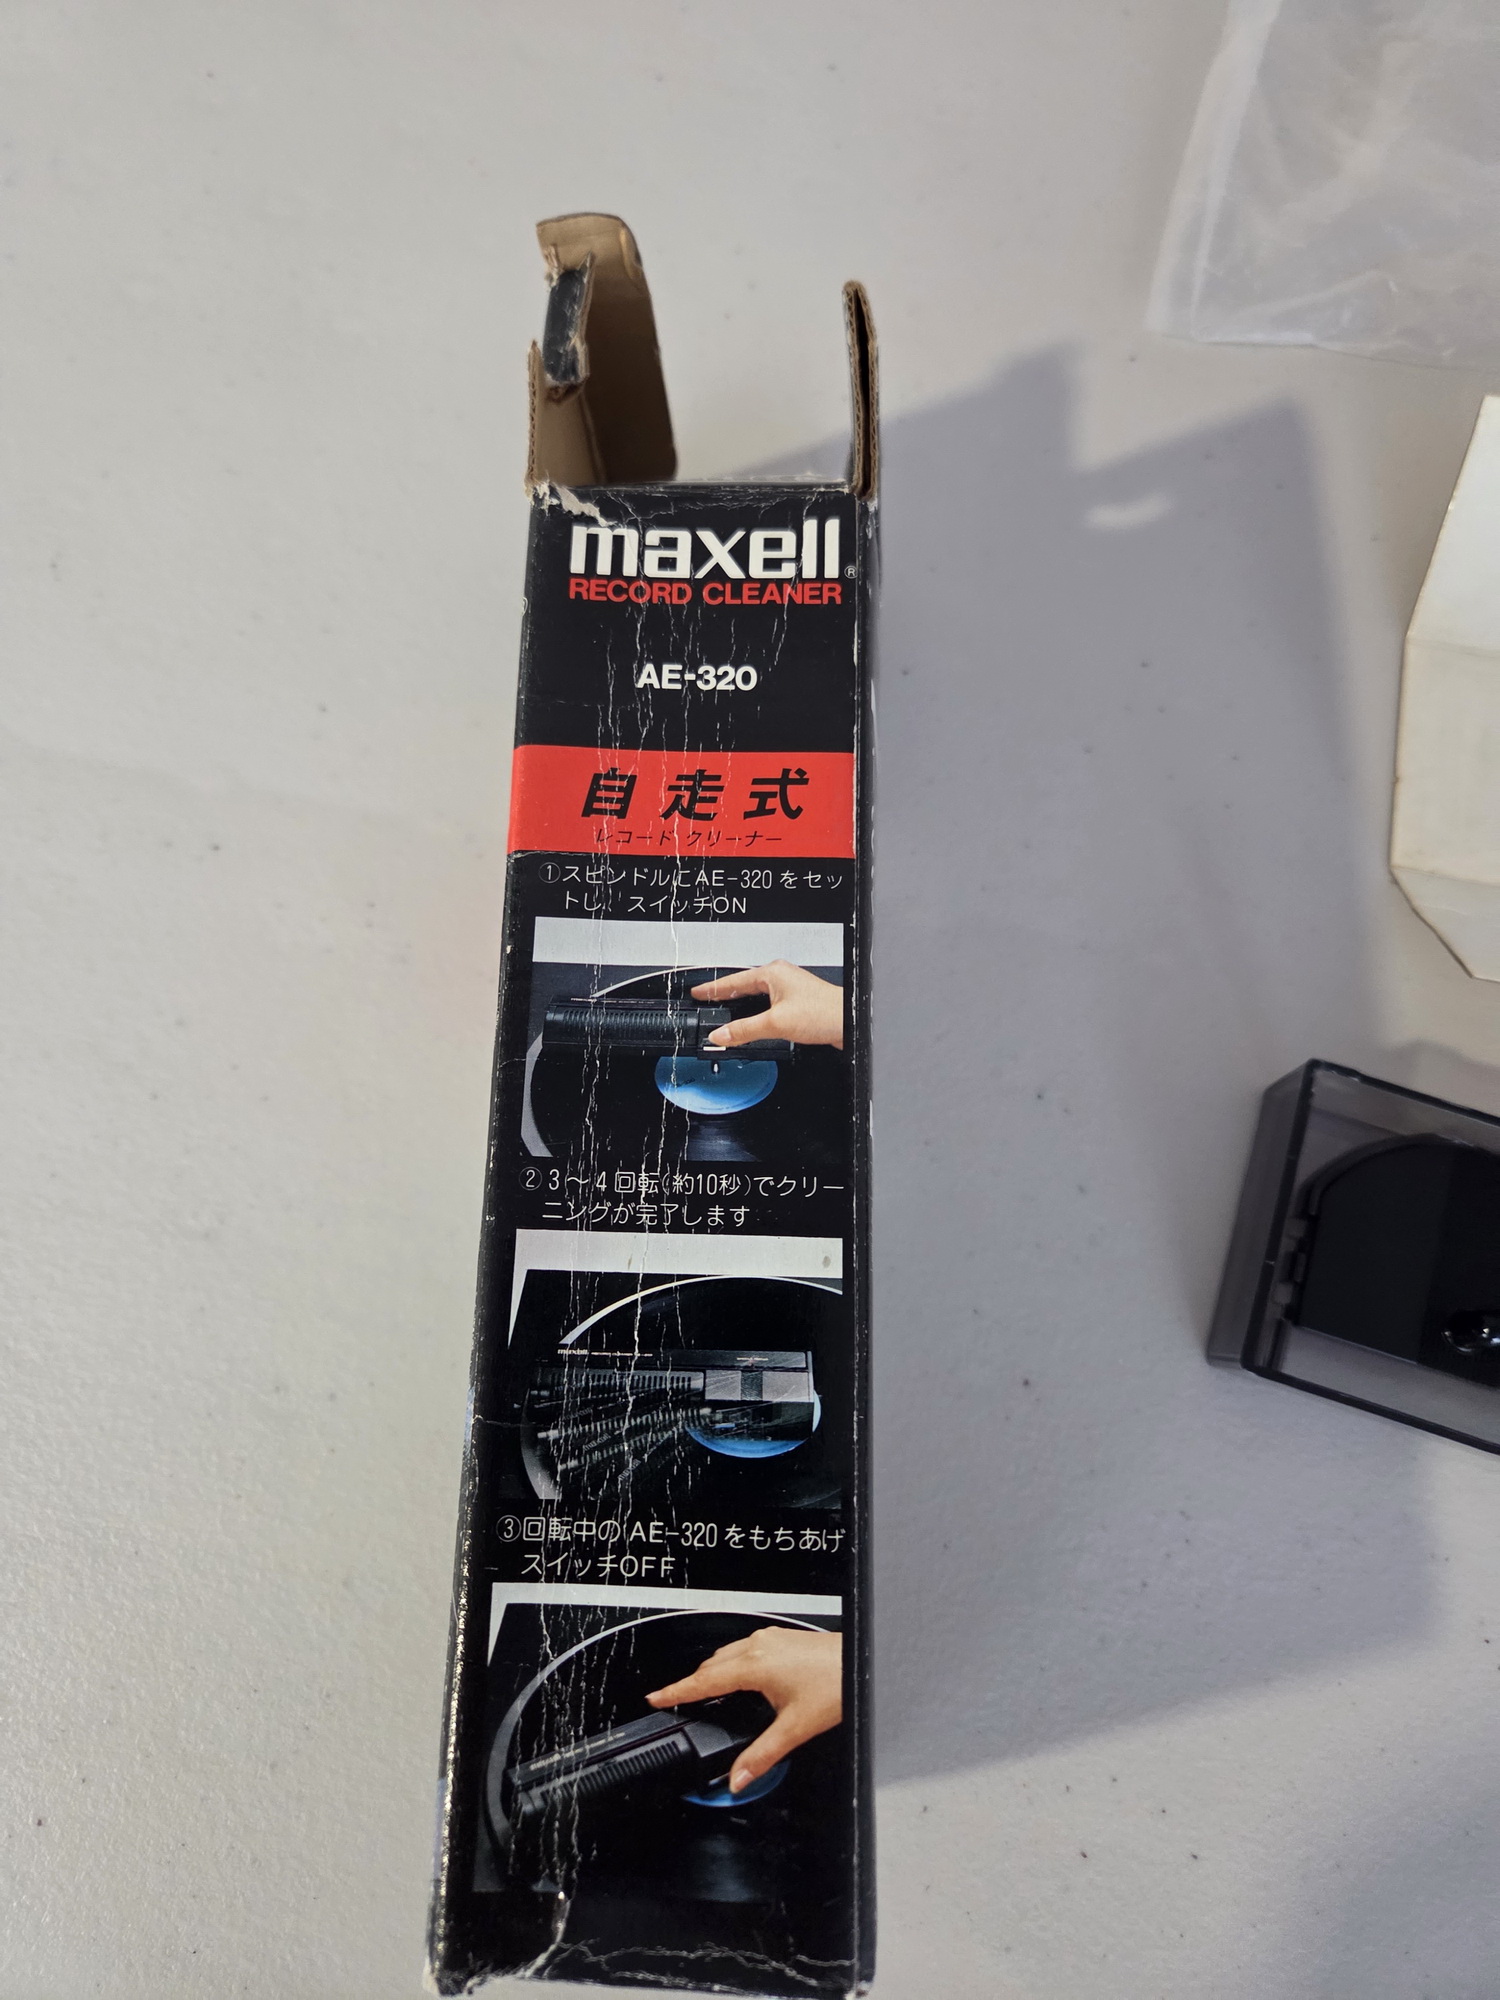 maxell®
RECORD CLEANER
AE-320
自走式
レコード クリーナー
①スピンドルにAE-320をセッ
トし、スイッチON
②3〜4回転(約10秒)でクリー
ニングが完了します
maxell
③回転中のAE-320をもちあげ
スイッチOFF